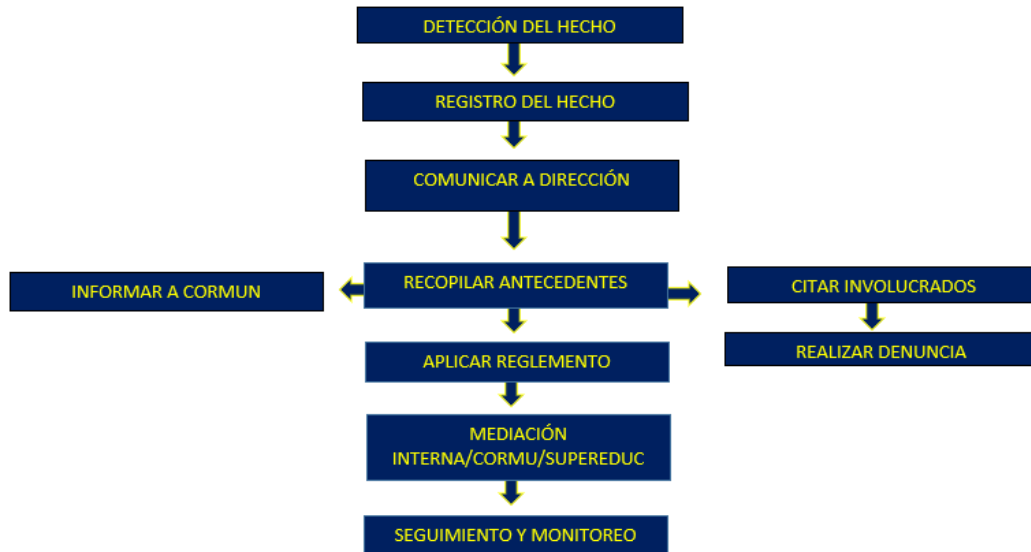 DETECCIÓN DEL HECHO
REGISTRO DEL HECHO
COMUNICAR A DIRECCIÓN
RECOPILAR ANTECEDENTES
INFORMAR A CORMUN
CITAR INVOLUCRADOS
REALIZAR DENUNCIA
APLICAR REGLEMENTO
MEDIACIÓN
INTERNA/CORMU/SUPEREDUC
SEGUIMIENTO Y MONITOREO